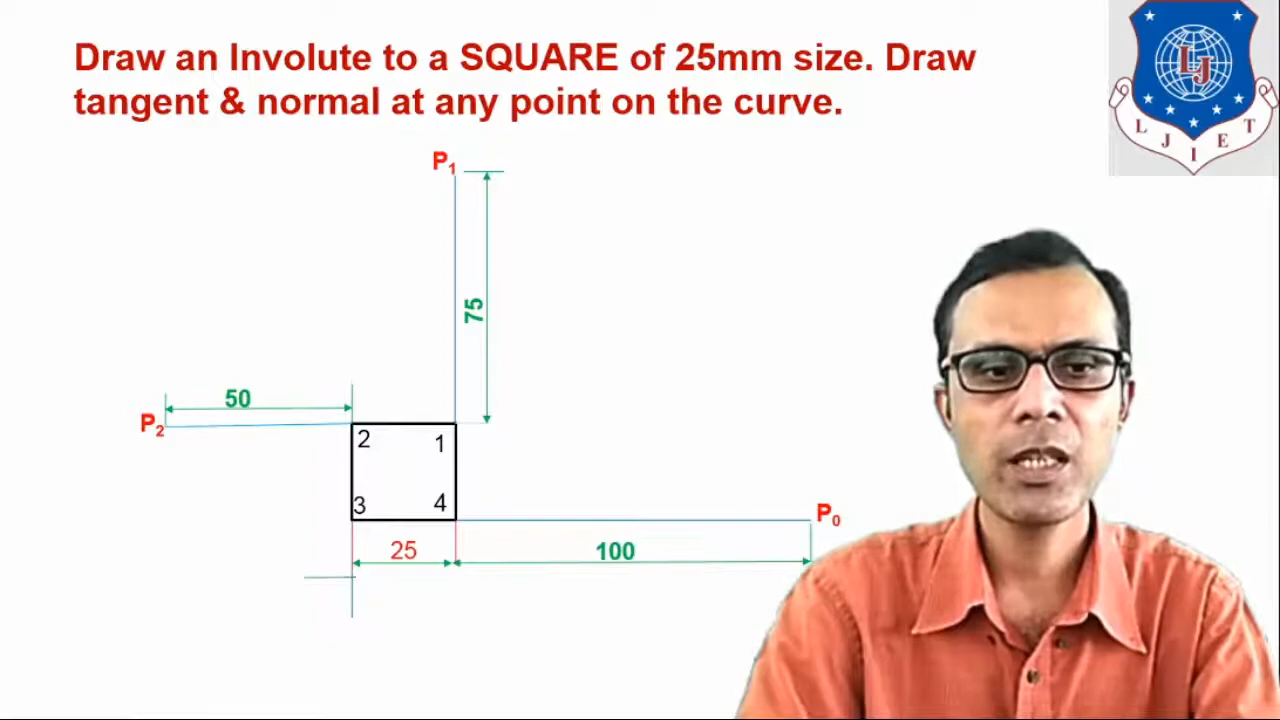 Draw an Involute to a SQUARE of 25mm size. Draw
tangent & normal at any point on the curve.
LJ
L J I E T
P1
75
50
P2
2 1
3 4
P0
25
100